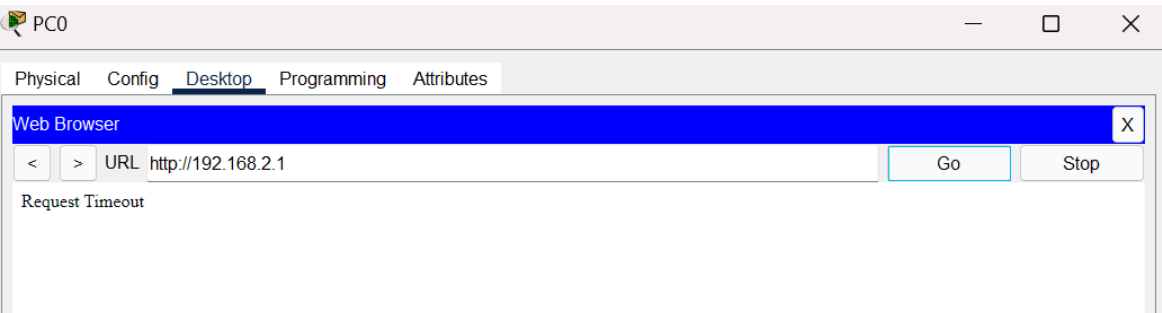 PC0
Physical Config Desktop Programming Attributes
Web Browser X
< > URL http://192.168.2.1 Go Stop
Request Timeout